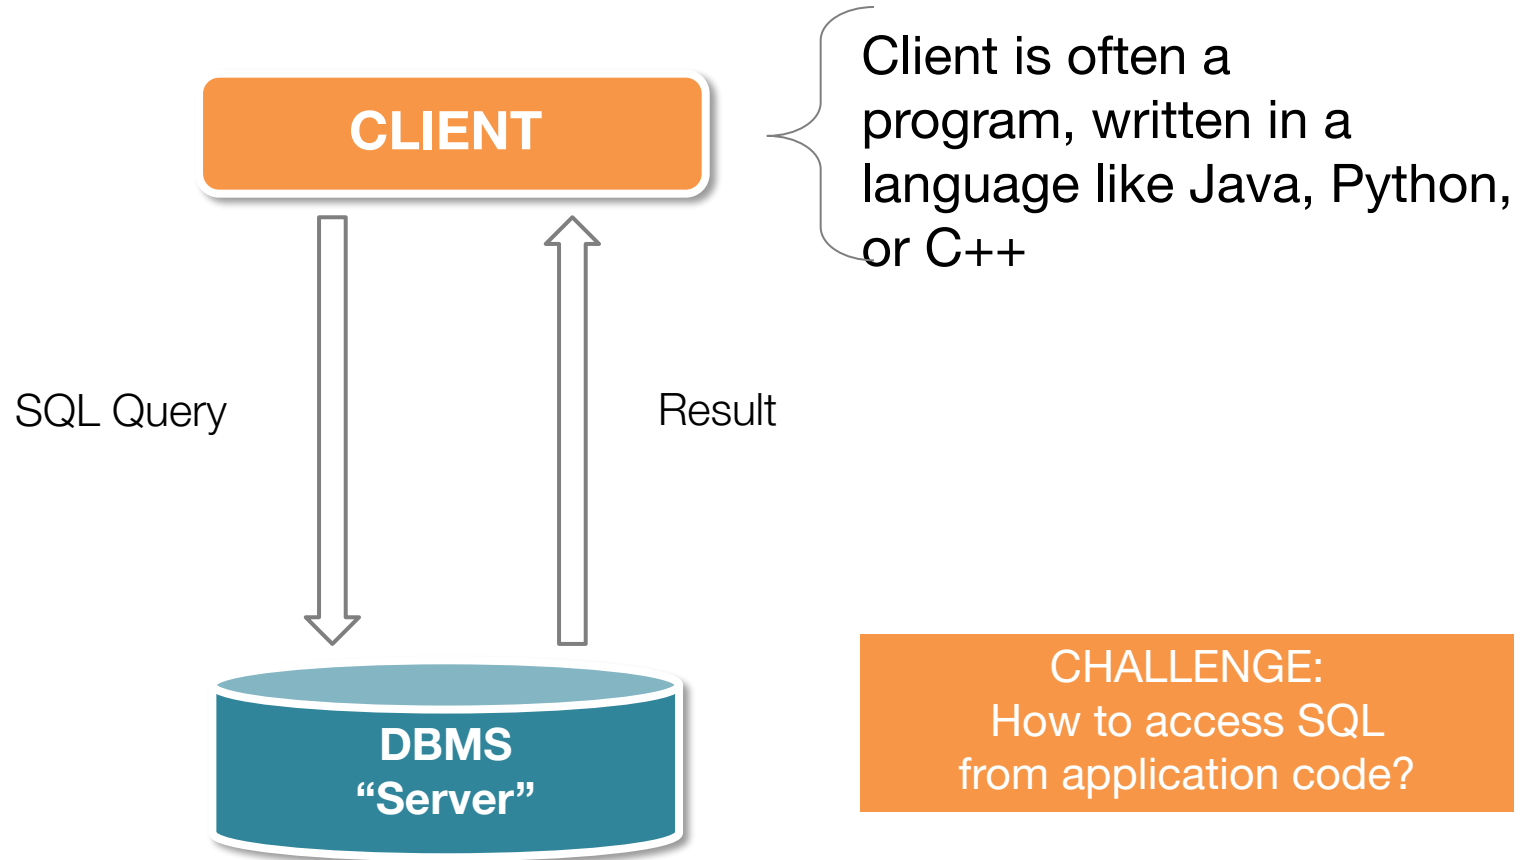 CLIENT
Client is often a
program, written in a
language like Java, Python,
or C++
SQL Query
Result
DBMS
“Server”
CHALLENGE:
How to access SQL
from application code?